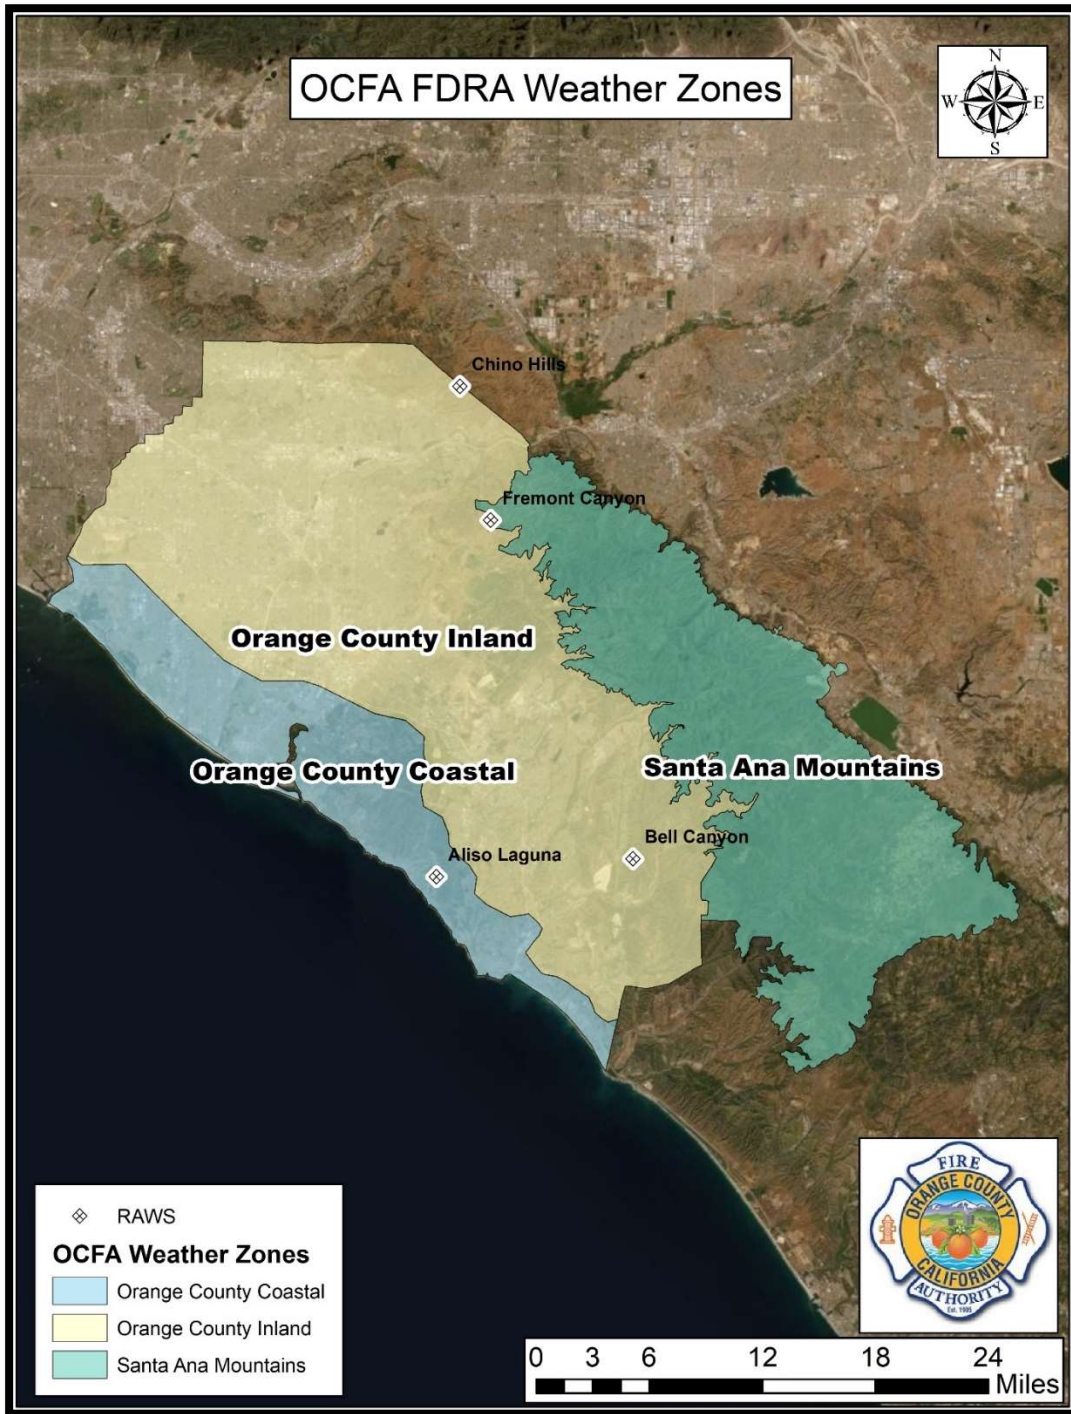 OCFA FDRA Weather Zones
N
W E
S
Chino Hills
Fremont Canyon
Orange County Inland
Orange County Coastal
Santa Ana Mountains
Bell Canyon
Aliso Laguna
RAWS
OCFA Weather Zones
Orange County Coastal
Orange County Inland
Santa Ana Mountains
FIRE
ORANGE COUNTY
CALIFORNIA
AUTHORITY
Est. 1995
0 3 6 12 18 24
Miles